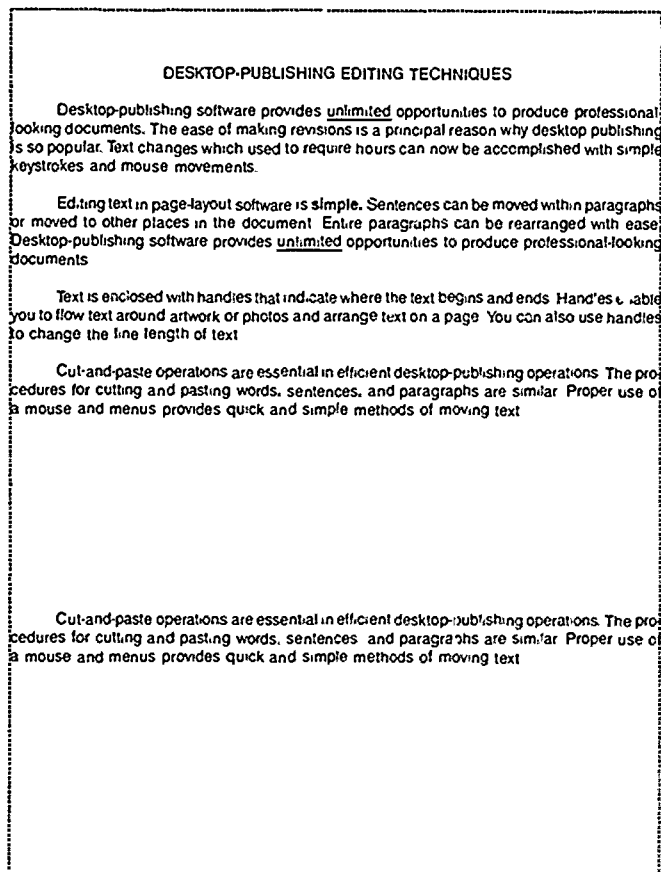 DESKTOP-PUBLISHING EDITING TECHNIQUES
Desktop-publishing software provides unlimited opportunities to produce professional-
looking documents. The ease of making revisions is a principal reason why desktop publishing
is so popular. Text changes which used to require hours can now be accomplished with simple
keystrokes and mouse movements.
Editing text in page-layout software is simple. Sentences can be moved within paragraphs
or moved to other places in the document Entire paragraphs can be rearranged with ease
Desktop-publishing software provides unlimited opportunities to produce professional-looking
documents
Text is enclosed with handles that indicate where the text begins and ends Handles enable
you to flow text around artwork or photos and arrange text on a page You can also use handles
to change the line length of text
Cut-and-paste operations are essential in efficient desktop-publishing operations The pro-
cedures for cutting and pasting words, sentences, and paragraphs are similar Proper use of
a mouse and menus provides quick and simple methods of moving text
Cut-and-paste operations are essential in efficient desktop-publishing operations. The pro-
cedures for cutting and pasting words, sentences and paragraphs are similar Proper use of
a mouse and menus provides quick and simple methods of moving text